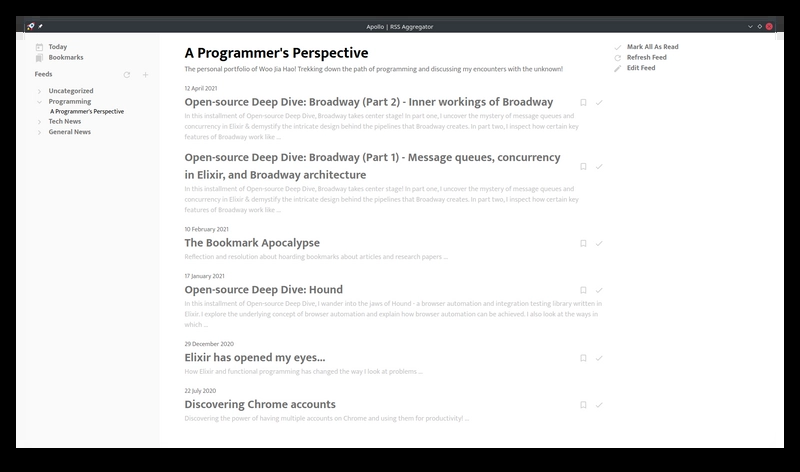 Apollo | RSS Aggregator
Today
Bookmarks
Feeds
Uncategorized
Programming
A Programmer's Perspective
Tech News
General News
A Programmer's Perspective
The personal portfolio of Woo Jia Hao! Trekking down the path of programming and discussing my encounters with the unknown!
12 April 2021
Open-source Deep Dive: Broadway (Part 2) - Inner workings of Broadway
In this installment of Open-source Deep Dive, Broadway takes center stage! In part one, I uncover the mystery of message queues and
concurrency in Elixir & demystify the intricate design behind the pipelines that Broadway creates. In part two, I inspect how certain key
features of Broadway work like ...
Open-source Deep Dive: Broadway (Part 1) - Message queues, concurrency
in Elixir, and Broadway architecture
In this installment of Open-source Deep Dive, Broadway takes center stage! In part one, I uncover the mystery of message queues and
concurrency in Elixir & demystify the intricate design behind the pipelines that Broadway creates. In part two, I inspect how certain key
features of Broadway work like ...
10 February 2021
The Bookmark Apocalypse
Reflection and resolution about hoarding bookmarks about articles and research papers ...
17 January 2021
Open-source Deep Dive: Hound
In this installment of Open-source Deep Dive, I wander into the jaws of Hound - a browser automation and integration testing library written in
Elixir. I explore the underlying concept of browser automation and explain how browser automation can be achieved. I also look at the ways in
which ...
29 December 2020
Elixir has opened my eyes...
How Elixir and functional programming has changed the way I look at problems ...
22 July 2020
Discovering Chrome accounts
Discovering the power of having multiple accounts on Chrome and using them for productivity! ...
Mark All As Read
Refresh Feed
Edit Feed